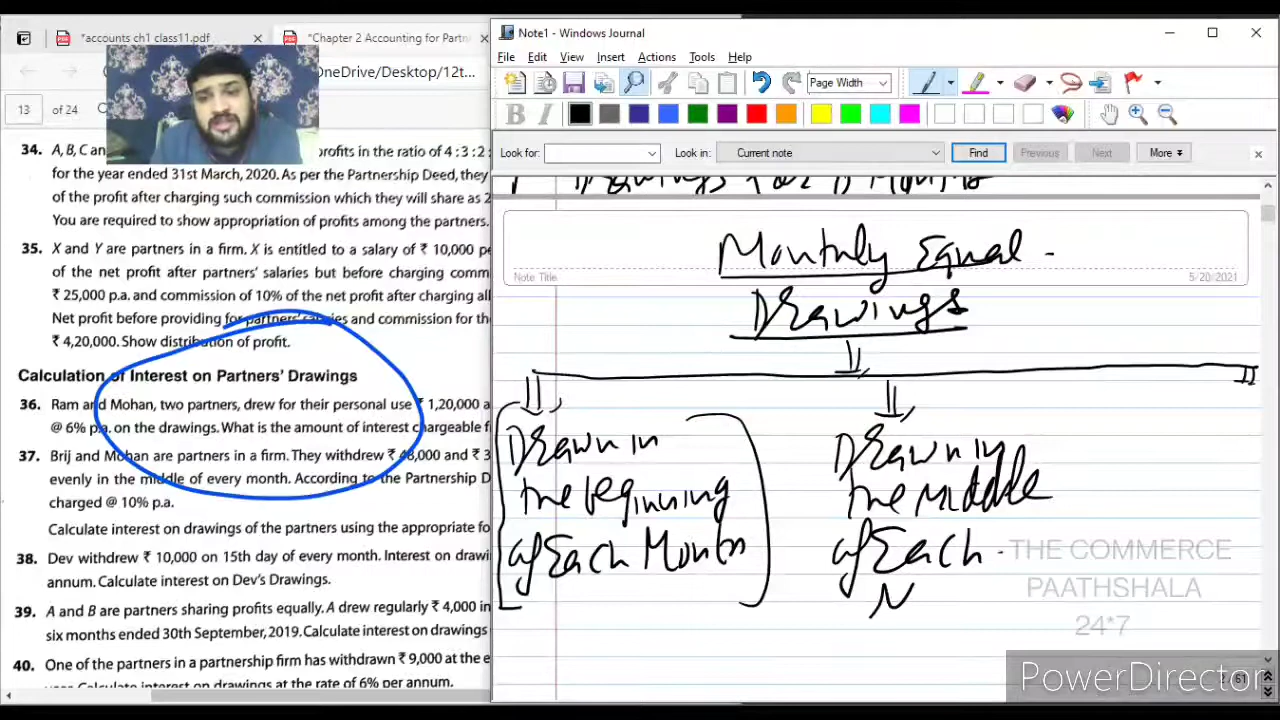 *accounts ch1 class11.pdf
"Chapter 2 Accounting for Partn
OneDrive/Desktop/12t...
13 of 24
34. A, B, C an
profits in the ratio of 4 : 3 : 2 :
for the year ended 31st March, 2020. As per the Partnership Deed, they
of the profit after charging such commission which they will share as 2
You are required to show appropriation of profits among the partners.
35. X and Y are partners in a firm. X is entitled to a salary of ₹ 10,000 pe
of the net profit after partners' salaries but before charging comm
₹ 25,000 p.a. and commission of 10% of the net profit after charging all
Net profit before providing for partners' salaries and commission for the
₹ 4,20,000. Show distribution of profit.
Calculation of Interest on Partners' Drawings
36. Ram and Mohan, two partners, drew for their personal use ₹ 1,20,000 a
@ 6% p.a. on the drawings. What is the amount of interest chargeable f
37. Brij and Mohan are partners in a firm. They withdrew ₹ 48,000 and ₹ 3
evenly in the middle of every month. According to the Partnership D
charged @ 10% p.a.
Calculate interest on drawings of the partners using the appropriate fo
38. Dev withdrew ₹ 10,000 on 15th day of every month. Interest on drawi
annum. Calculate interest on Dev's Drawings.
39. A and B are partners sharing profits equally. A drew regularly ₹ 4,000 in
six months ended 30th September, 2019. Calculate interest on drawings
40. One of the partners in a partnership firm has withdrawn ₹ 9,000 at the e
year. Calculate interest on drawings at the rate of 6% per annum.
Note1 - Windows Journal
File Edit View Insert Actions Tools Help
Page Width
B I
Look for:
Look in: Current note
Find Previous Next More
Monthly Equal -
Drawings
Note Title
5/20/2021
Drawn in
the beginning
of Each Month
Drawn in
the Middle
of Each
THE COMMERCE
PAATHSHALA
24*7
PowerDirector